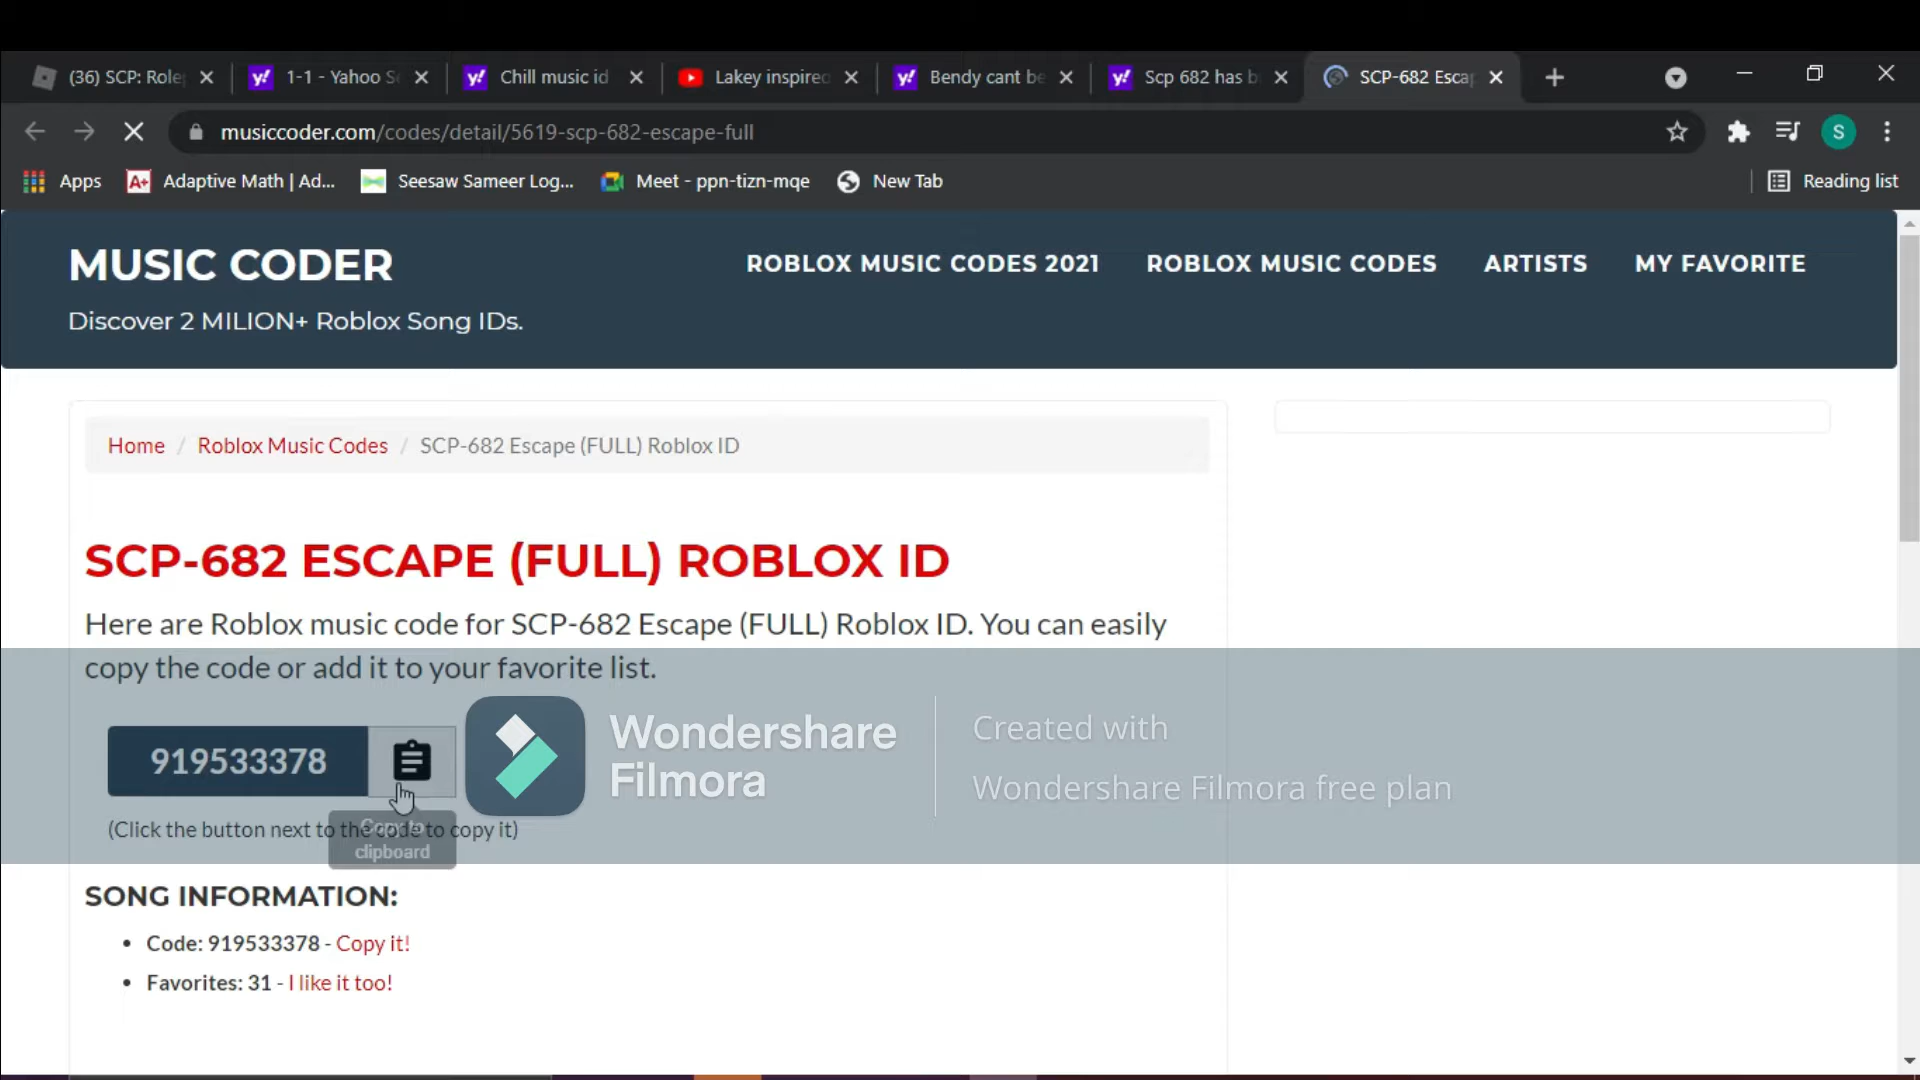 (36) SCP: Role
1-1 - Yahoo S
Chill music id
Lakey inspired
Bendy cant be
Scp 682 has b
SCP-682 Escap
musiccoder.com/codes/detail/5619-scp-682-escape-full
S
Apps
A+ Adaptive Math | Ad...
Seesaw Sameer Log...
Meet - ppn-tizn-mqe
New Tab
Reading list
MUSIC CODER
ROBLOX MUSIC CODES 2021
ROBLOX MUSIC CODES
ARTISTS
MY FAVORITE
Discover 2 MILION+ Roblox Song IDs.
Home / Roblox Music Codes / SCP-682 Escape (FULL) Roblox ID
SCP-682 ESCAPE (FULL) ROBLOX ID
Here are Roblox music code for SCP-682 Escape (FULL) Roblox ID. You can easily
copy the code or add it to your favorite list.
919533378
Wondershare
Filmora
Created with
Wondershare Filmora free plan
(Click the button next to the code to copy it)
Copy to
clipboard
SONG INFORMATION:
• Code: 919533378 - Copy it!
• Favorites: 31 - I like it too!